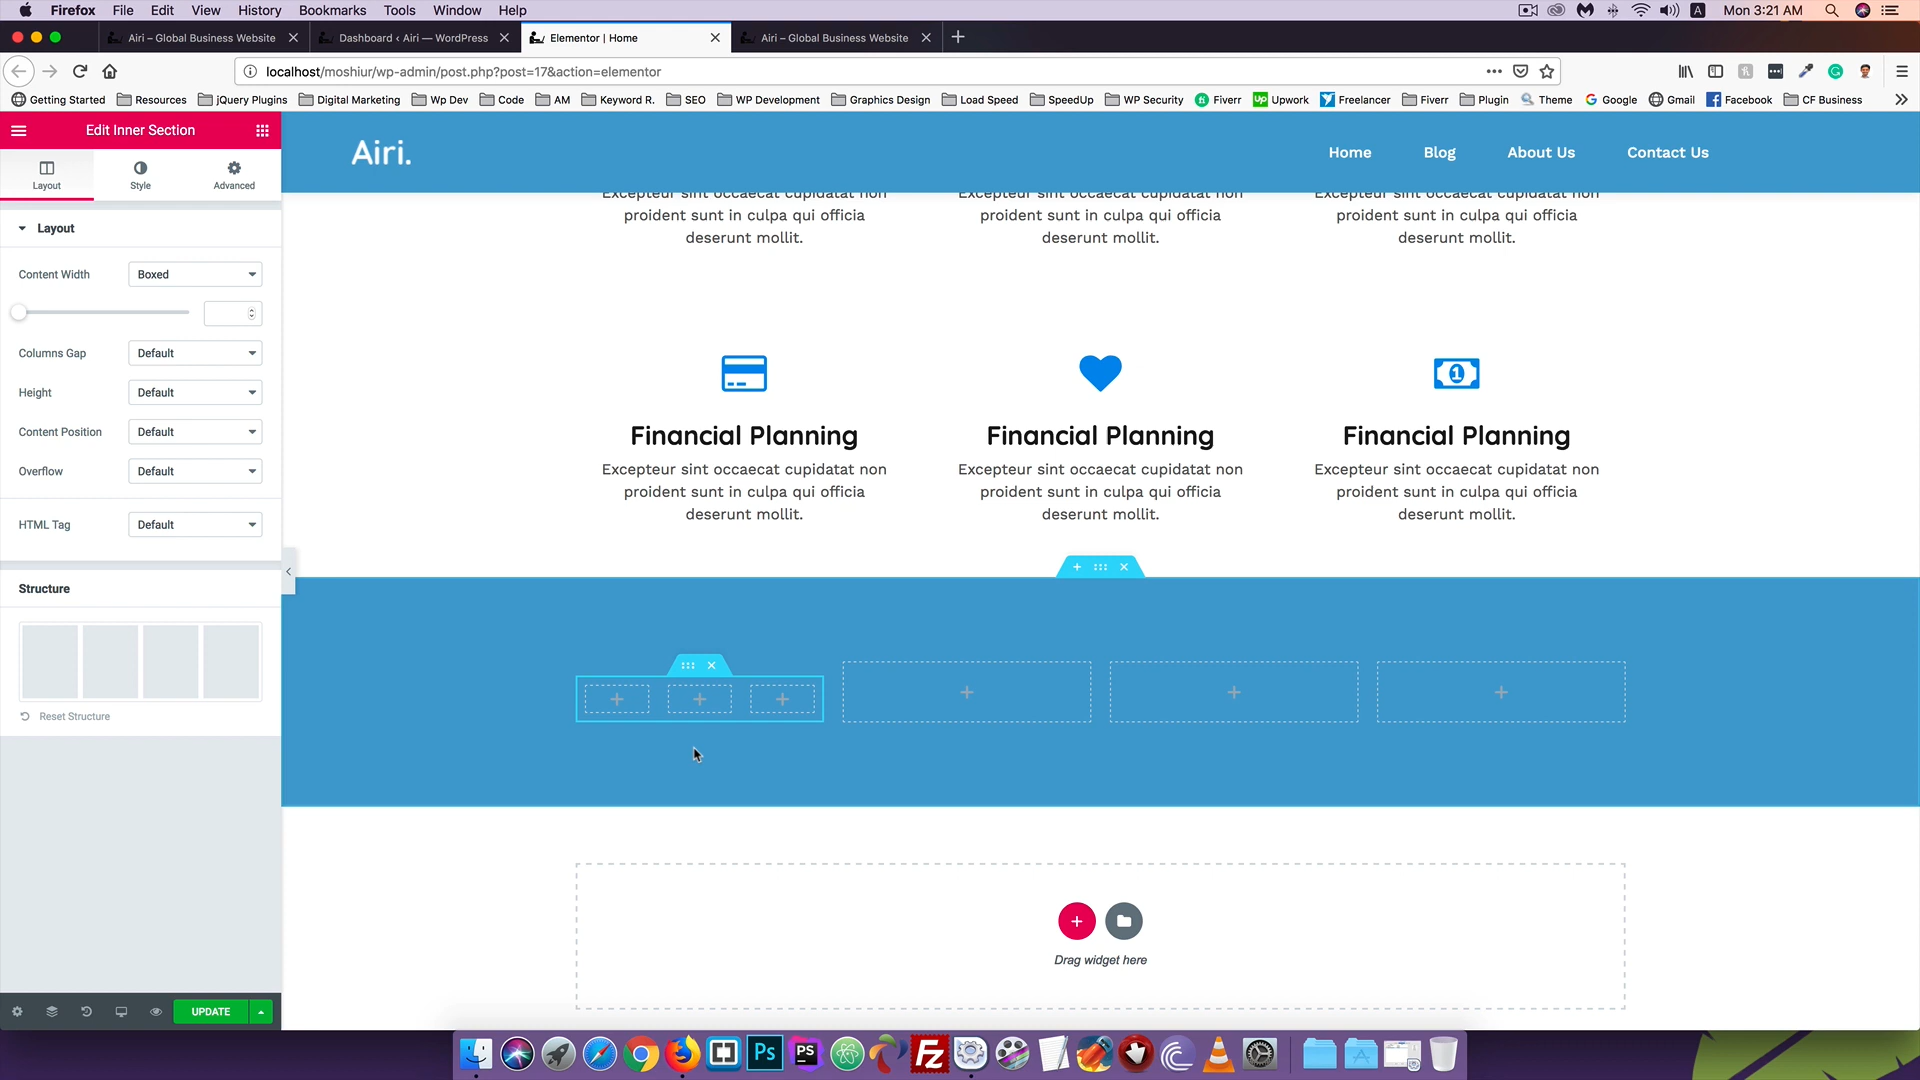 Firefox File Edit View History Bookmarks Tools Window Help
A Mon 3:21 AM
Airi – Global Business Website
Dashboard ‹ Airi — WordPress
Elementor | Home
Airi – Global Business Website
localhost/moshiur/wp-admin/post.php?post=17&action=elementor
Getting Started Resources jQuery Plugins Digital Marketing Wp Dev Code AM Keyword R. SEO WP Development Graphics Design Load Speed SpeedUp WP Security Fiverr Upwork Freelancer Fiverr Plugin Theme Google Gmail Facebook CF Business
Edit Inner Section
Layout Style Advanced
Layout
Content Width Boxed
Columns Gap Default
Height Default
Content Position Default
Overflow Default
HTML Tag Default
Structure
Reset Structure
UPDATE
Airi.
Home Blog About Us Contact Us
Excepteur sint occaecat cupidatat non
proident sunt in culpa qui officia
deserunt mollit.
Excepteur sint occaecat cupidatat non
proident sunt in culpa qui officia
deserunt mollit.
Excepteur sint occaecat cupidatat non
proident sunt in culpa qui officia
deserunt mollit.
1
Financial Planning
Excepteur sint occaecat cupidatat non
proident sunt in culpa qui officia
deserunt mollit.
Financial Planning
Excepteur sint occaecat cupidatat non
proident sunt in culpa qui officia
deserunt mollit.
Financial Planning
Excepteur sint occaecat cupidatat non
proident sunt in culpa qui officia
deserunt mollit.
Drag widget here
Ps PS FZ